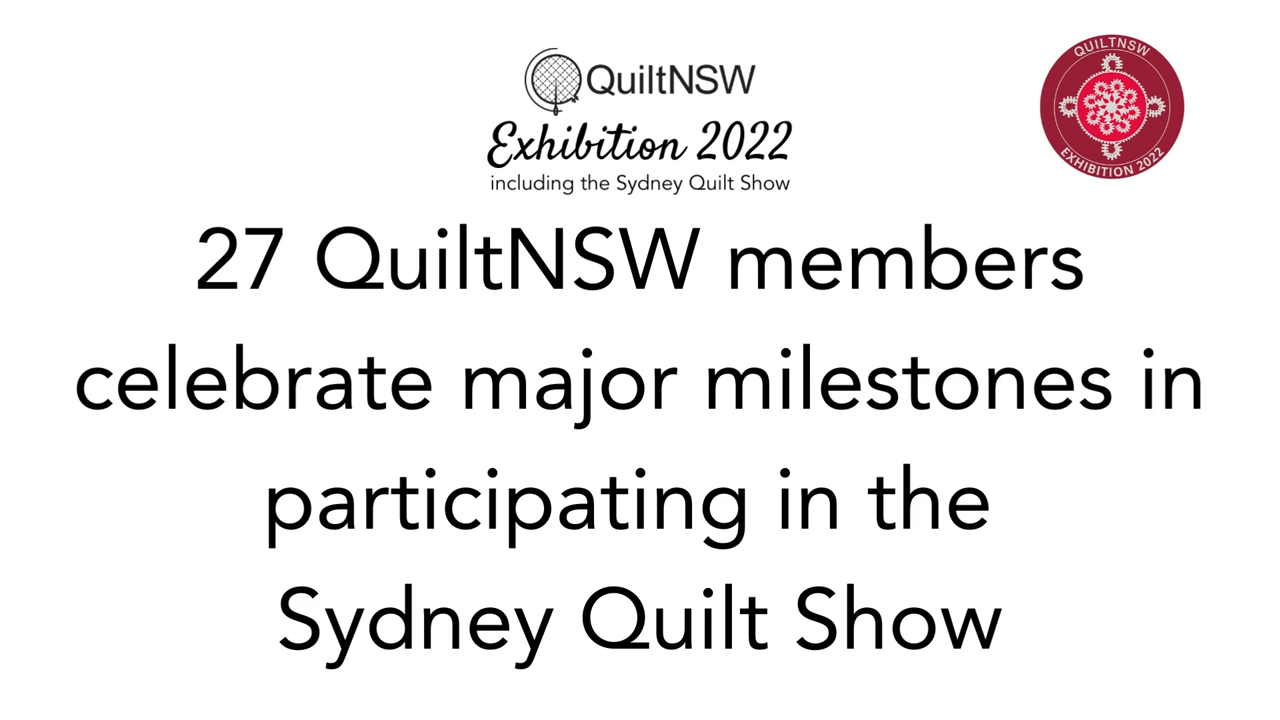 QuiltNSW
Exhibition 2022
including the Sydney Quilt Show
QUILTNSW
EXHIBITION 2022
27 QuiltNSW members
celebrate major milestones in
participating in the
Sydney Quilt Show